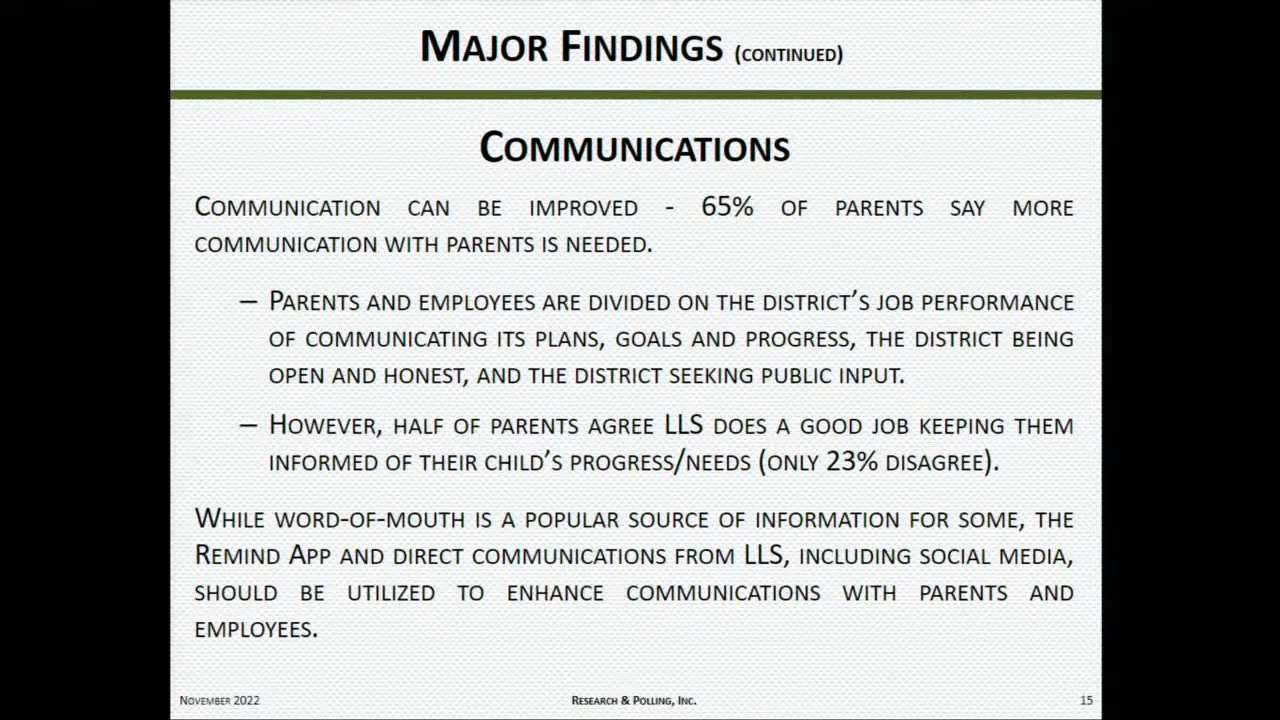 MAJOR FINDINGS (CONTINUED)
COMMUNICATIONS
COMMUNICATION CAN BE IMPROVED - 65% OF PARENTS SAY MORE
COMMUNICATION WITH PARENTS IS NEEDED.
– PARENTS AND EMPLOYEES ARE DIVIDED ON THE DISTRICT'S JOB PERFORMANCE
OF COMMUNICATING ITS PLANS, GOALS AND PROGRESS, THE DISTRICT BEING
OPEN AND HONEST, AND THE DISTRICT SEEKING PUBLIC INPUT.
– HOWEVER, HALF OF PARENTS AGREE LLS DOES A GOOD JOB KEEPING THEM
INFORMED OF THEIR CHILD'S PROGRESS/NEEDS (ONLY 23% DISAGREE).
WHILE WORD-OF-MOUTH IS A POPULAR SOURCE OF INFORMATION FOR SOME, THE
REMIND APP AND DIRECT COMMUNICATIONS FROM LLS, INCLUDING SOCIAL MEDIA,
SHOULD BE UTILIZED TO ENHANCE COMMUNICATIONS WITH PARENTS AND
EMPLOYEES.
NOVEMBER 2022
RESEARCH & POLLING, INC.
15